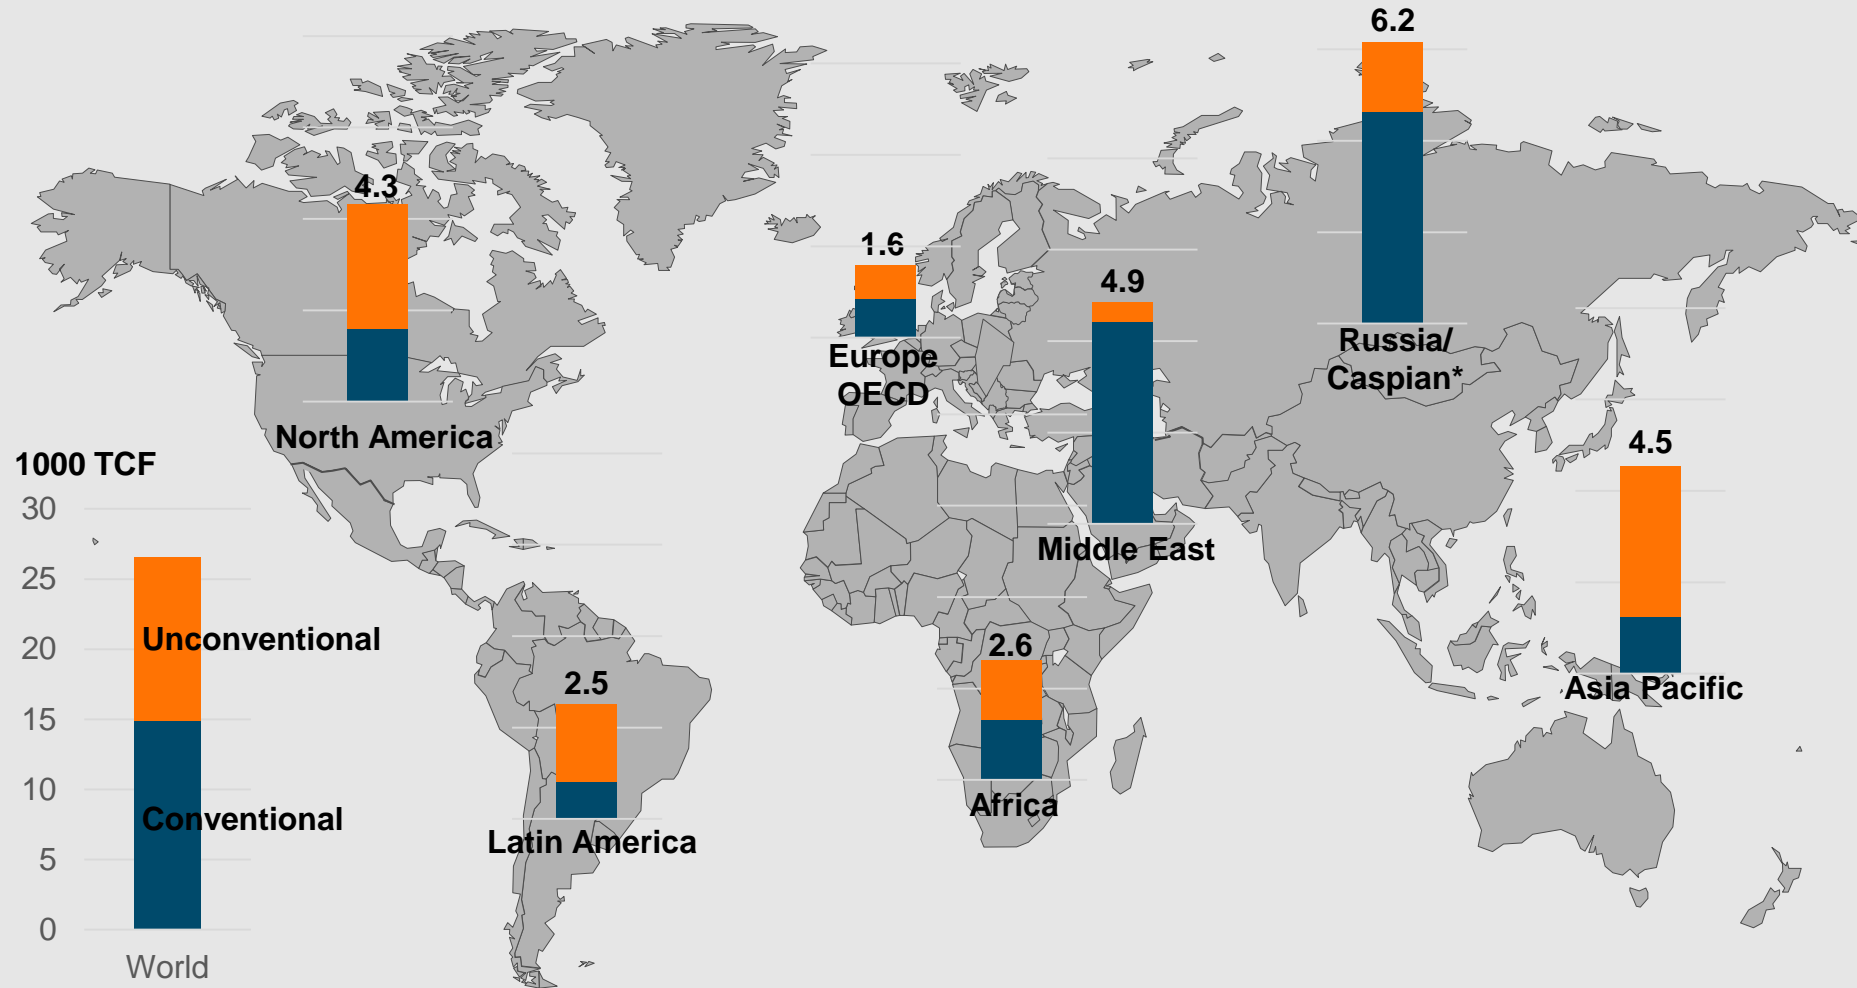 6.2
4.3
1.6
4.9
Russia/
Caspian*
Europe
OECD
North America
4.5
1000 TCF
30
Middle East
25
Unconventional
20
2.6
2.5
Asia Pacific
15
10
Conventional
Africa
Latin America
5
0
World